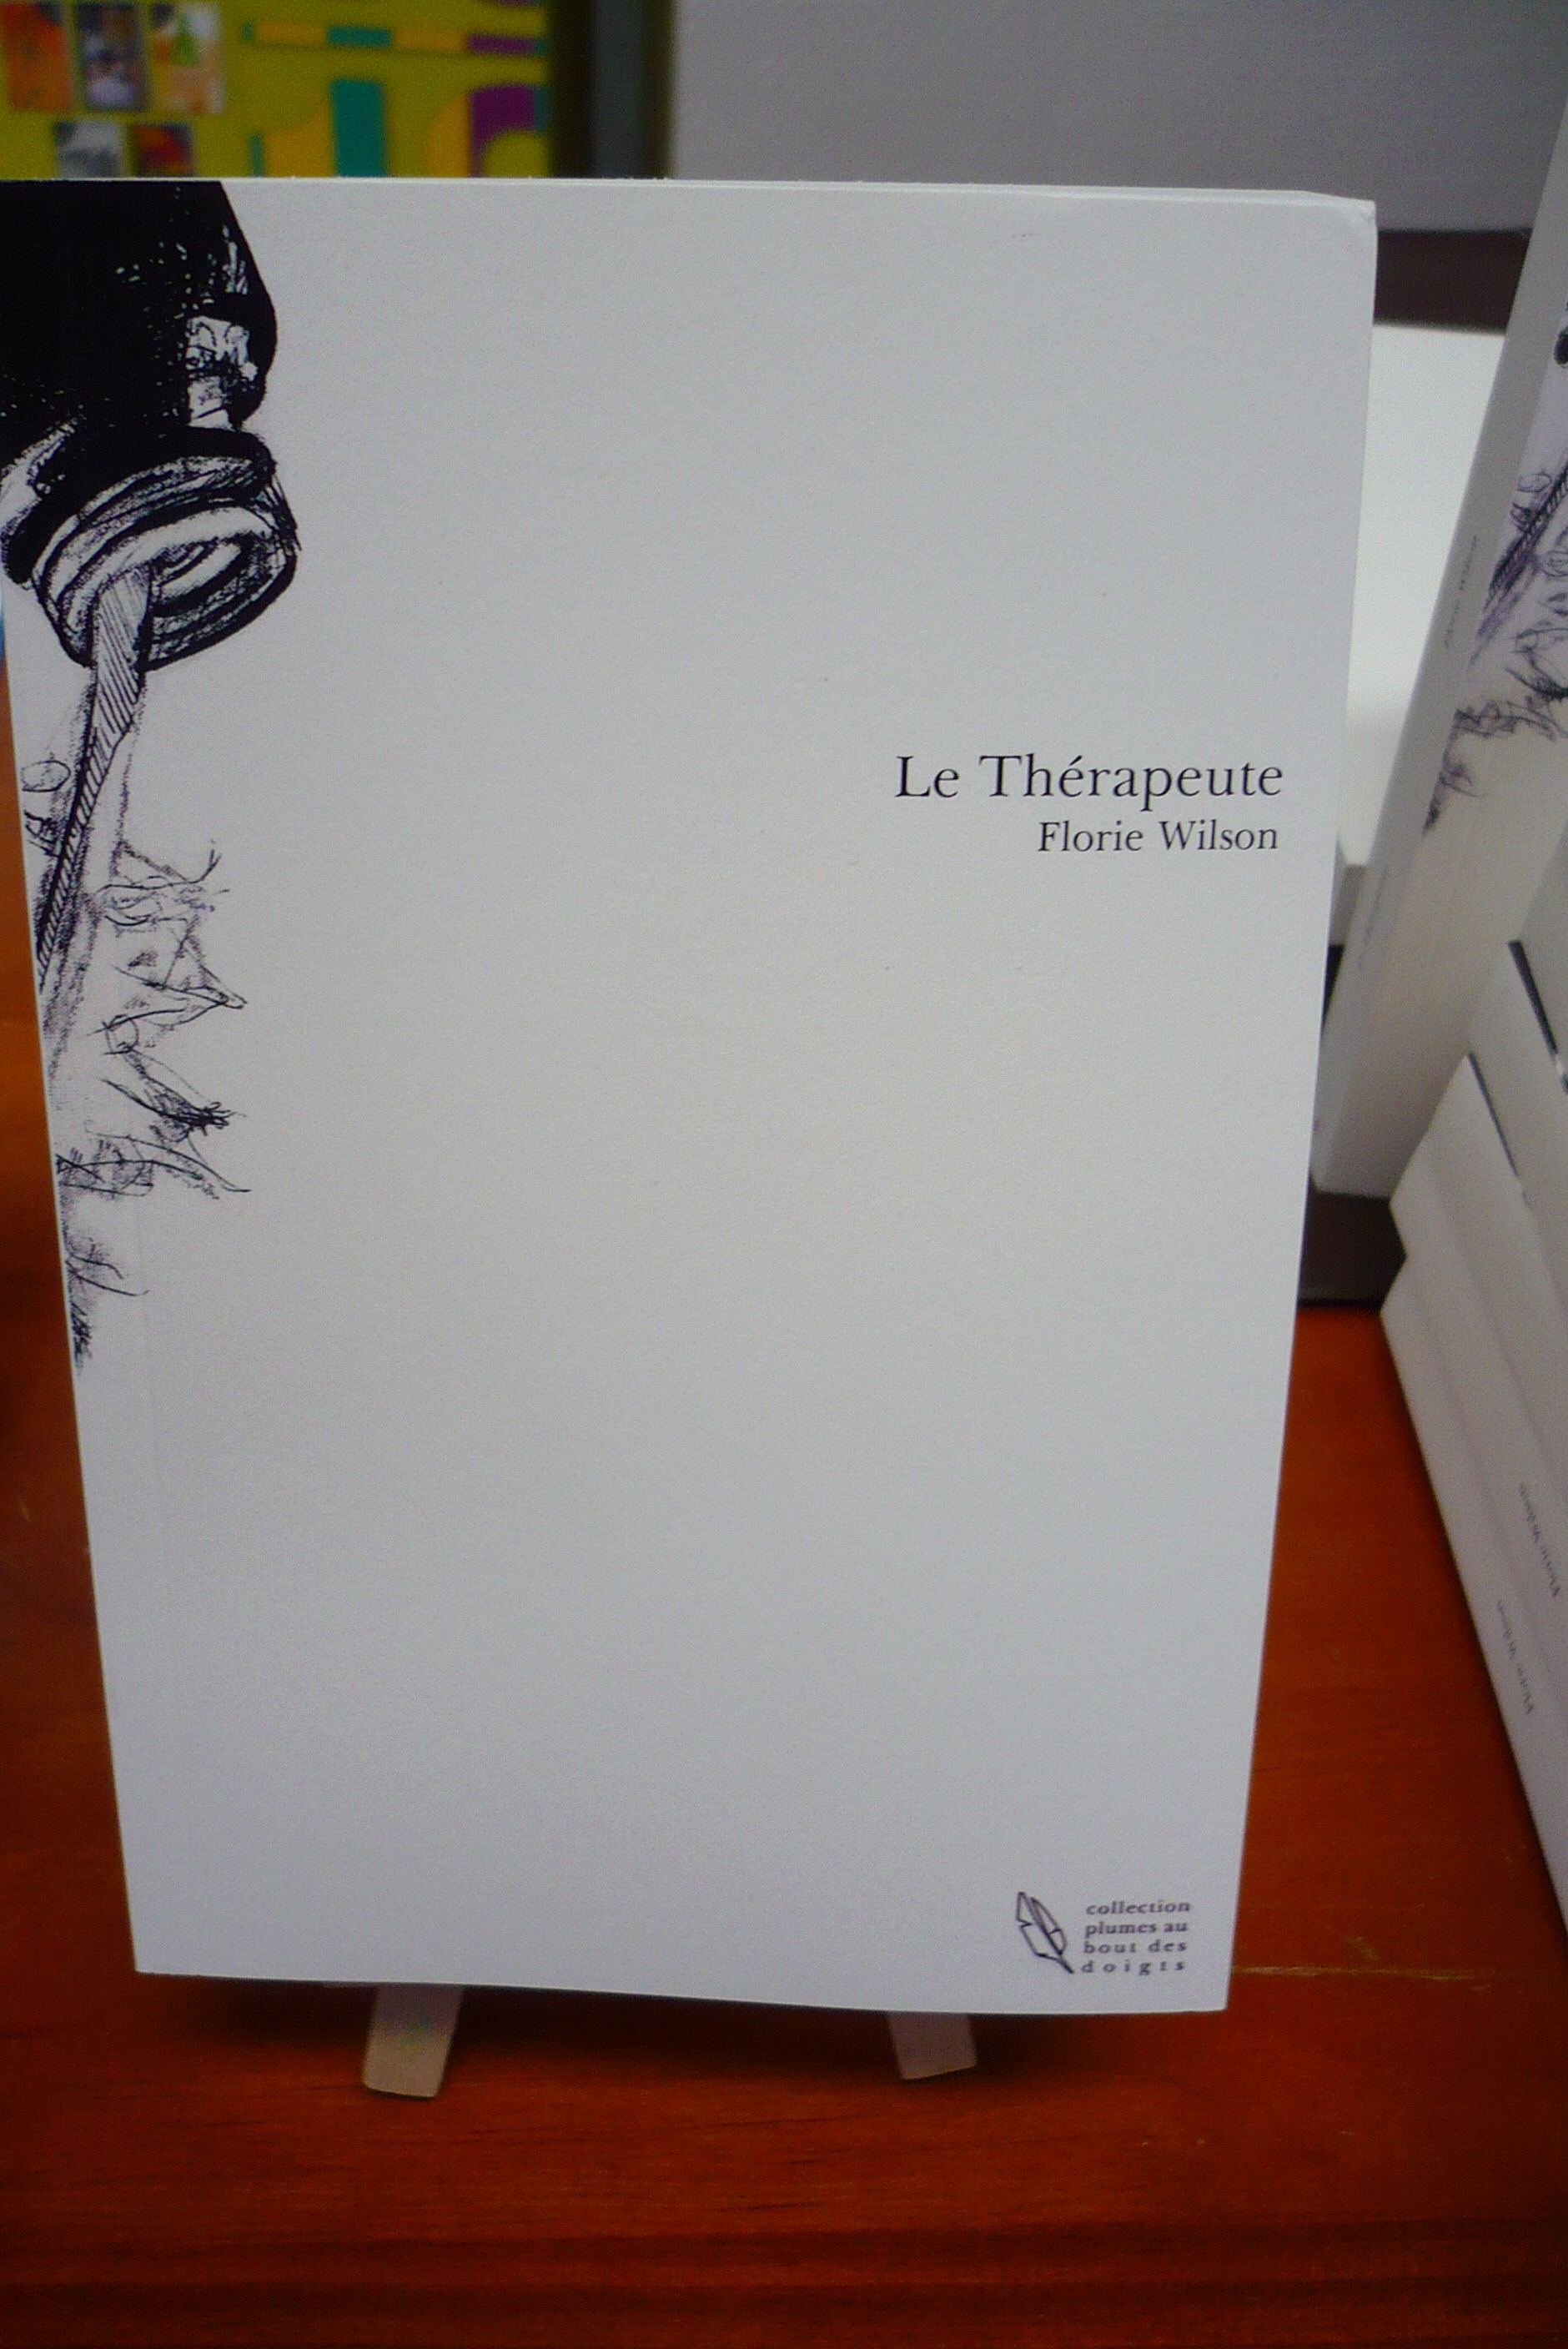 Le Thérapeute
Florie Wilson
collection
plumes au
bout des
doigts